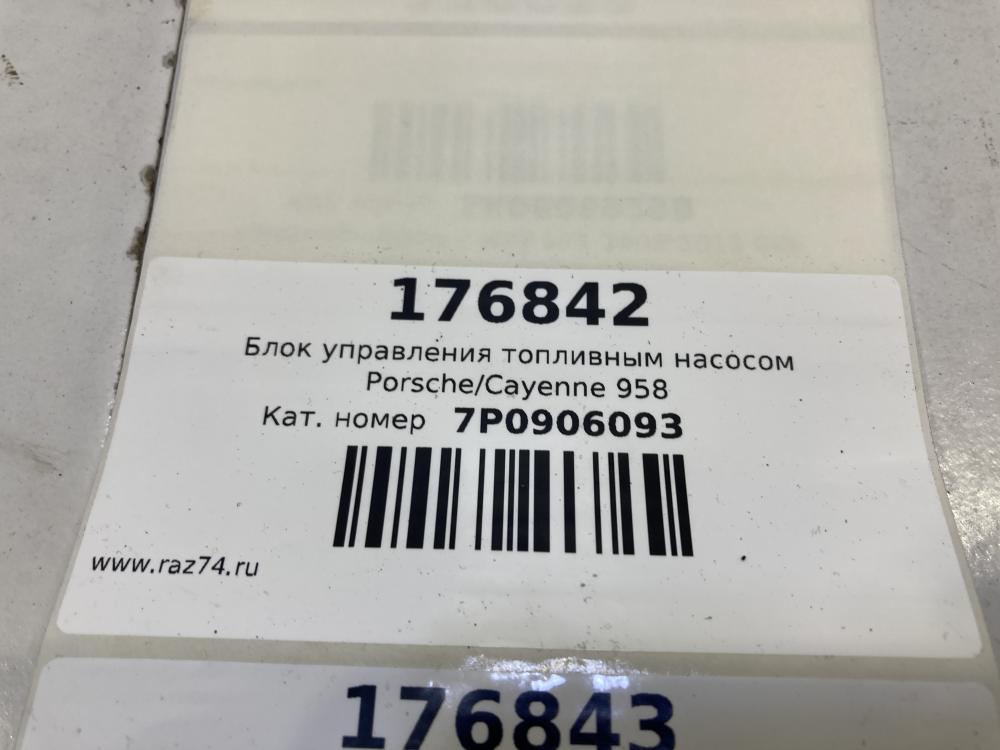 176842
Блок управления топливным насосом
Porsche/Cayenne 958
Кат. номер 7P0906093
www.raz74.ru
176843